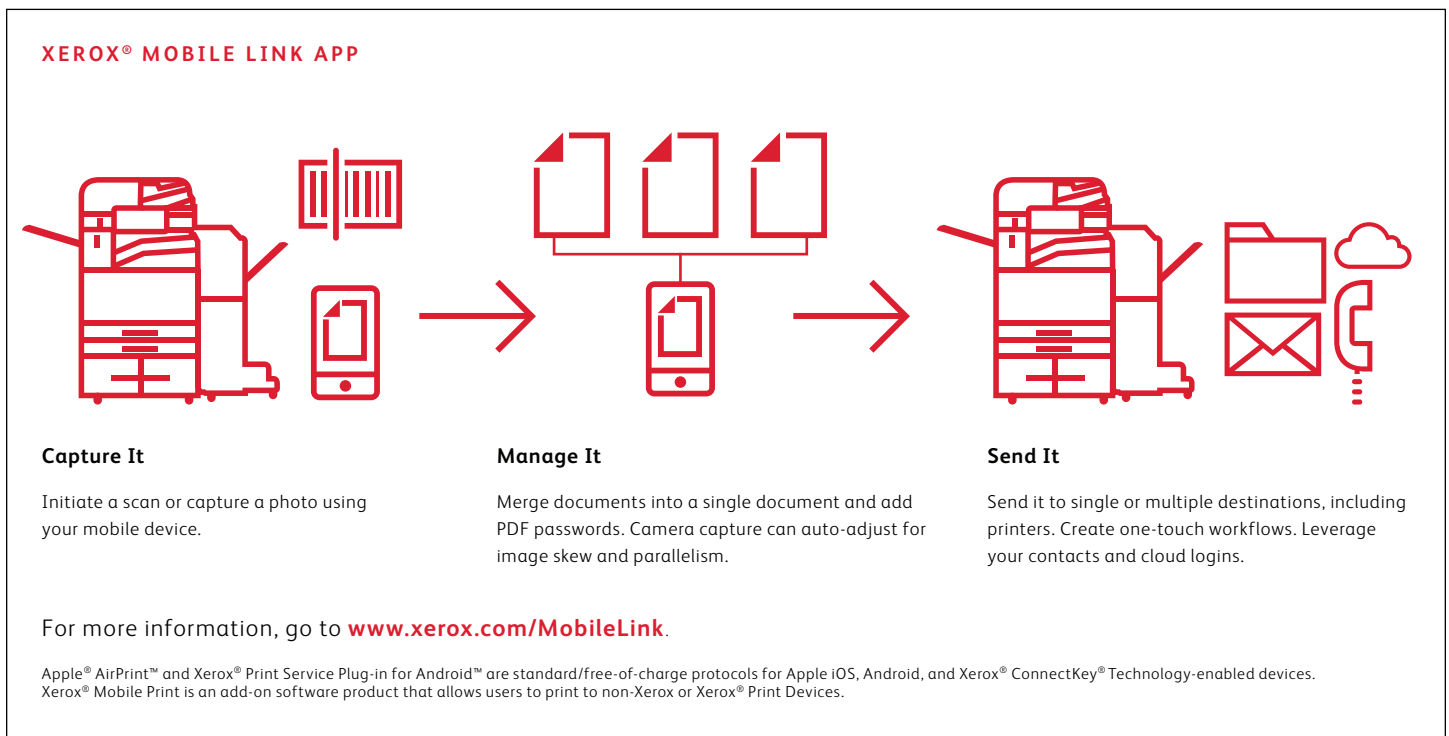 XEROX® MOBILE LINK APP
Capture It
Initiate a scan or capture a photo using
your mobile device.
Manage It
Merge documents into a single document and add
PDF passwords. Camera capture can auto-adjust for
image skew and parallelism.
Send It
Send it to single or multiple destinations, including
printers. Create one-touch workflows. Leverage
your contacts and cloud logins.
For more information, go to www.xerox.com/MobileLink.
Apple® AirPrint™ and Xerox® Print Service Plug-in for Android™ are standard/free-of-charge protocols for Apple iOS, Android, and Xerox® ConnectKey® Technology-enabled devices.
Xerox® Mobile Print is an add-on software product that allows users to print to non-Xerox or Xerox® Print Devices.